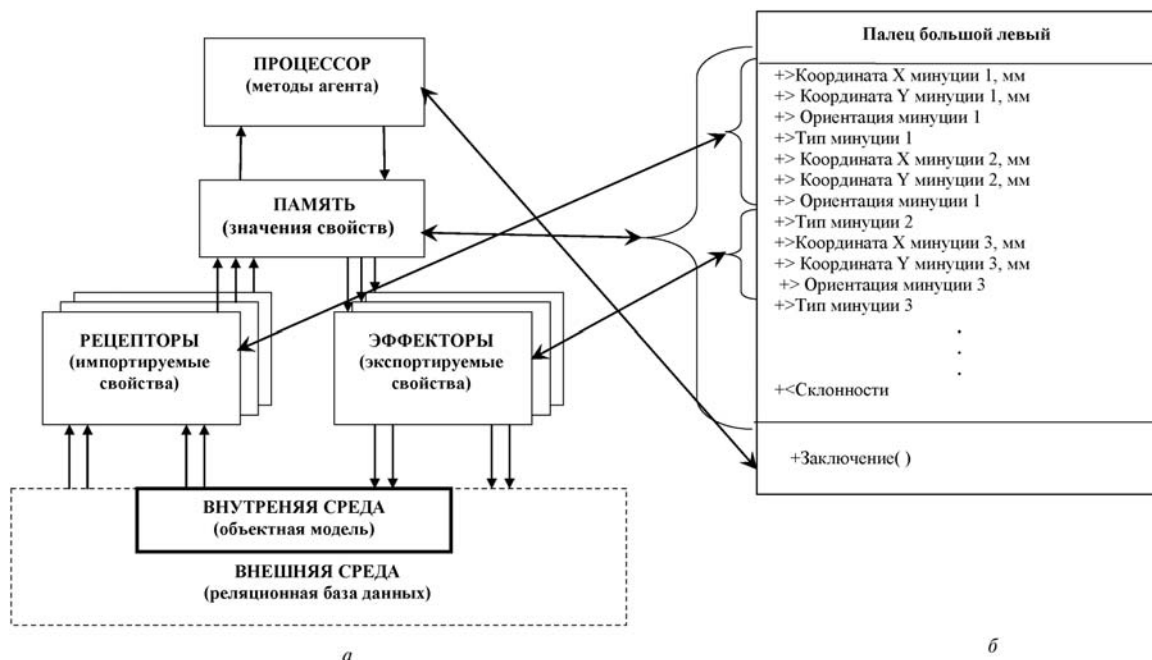 ПРОЦЕССОР
(методы агента)
ПАМЯТЬ
(значения свойств)
РЕЦЕПТОРЫ
(импортируемые
свойства)
ЭФФЕКТОРЫ
(экспортируемые
свойства)
ВНУТРЕНЯЯ СРЕДА
(объектная модель)
ВНЕШНЯЯ СРЕДА
(реляционная база данных)
а
Палец большой левый
+>Координата X минуции 1, мм
+> Координата Y минуции 1, мм
+> Ориентация минуции 1
+>Тип минуции 1
+> Координата X минуции 2, мм
+> Координата Y минуции 2, мм
+> Ориентация минуции 1
+>Тип минуции 2
+>Координата X минуции 3, мм
+> Координата Y минуции 3, мм
+> Ориентация минуции 3
+>Тип минуции 3
.
.
.
+<Склонности
+Заключение( )
б